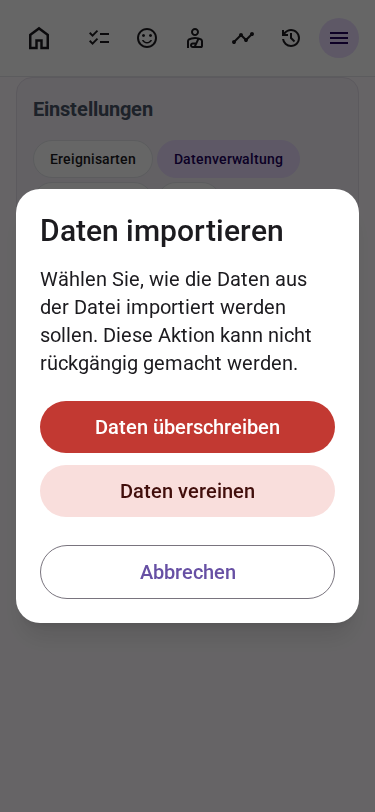 Einstellungen
Ereignisarten
Datenverwaltung
Daten importieren
Wählen Sie, wie die Daten aus
der Datei importiert werden
sollen. Diese Aktion kann nicht
rückgängig gemacht werden.
Daten überschreiben
Daten vereinen
Abbrechen